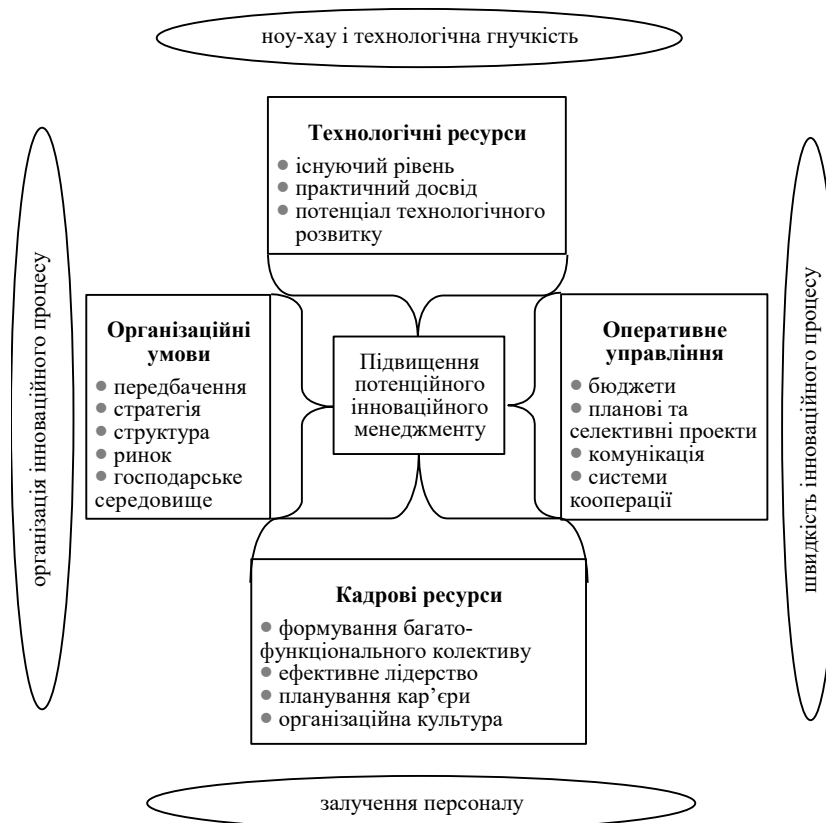 ноу-хау і технологічна гнучкість
Технологічні ресурси
● існуючий рівень
● практичний досвід
● потенціал технологічного
розвитку
організація інноваційного процесу
Організаційні
умови
● передбачення
● стратегія
● структура
● ринок
● господарське
середовище
Підвищення
потенційного
інноваційного
менеджменту
Оперативне
управління
● бюджети
● планові та
селективні проекти
● комунікація
● системи
кооперації
швидкість інноваційного процесу
Кадрові ресурси
● формування багато-
функціонального колективу
● ефективне лідерство
● планування кар’єри
● організаційна культура
залучення персоналу